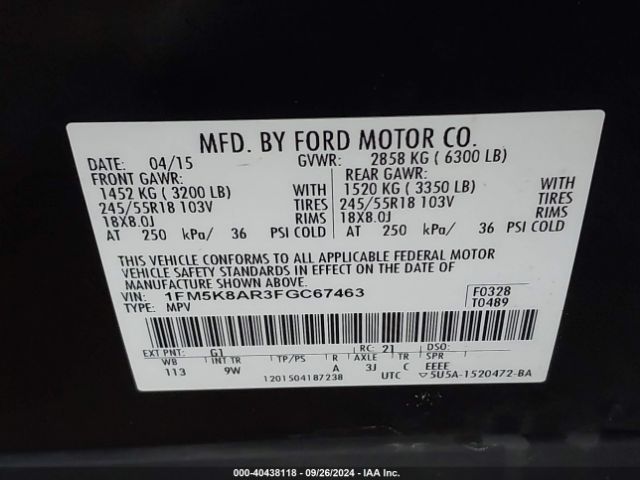 MFD. BY FORD MOTOR CO.
DATE: 04/15 GVWR: 2858 KG ( 6300 LB)
FRONT GAWR: REAR GAWR:
1452 KG ( 3200 LB) WITH 1520 KG ( 3350 LB) WITH
245/55R18 103V TIRES 245/55R18 103V TIRES
18X8.0J RIMS 18X8.0J RIMS
AT 250 kPa/ 36 PSI COLD AT 250 kPa/ 36 PSI COLD
THIS VEHICLE CONFORMS TO ALL APPLICABLE FEDERAL MOTOR
VEHICLE SAFETY STANDARDS IN EFFECT ON THE DATE OF
MANUFACTURE SHOWN ABOVE.
VIN: 1FM5K8AR3FGC67463 F0328
TYPE: MPV T0489
EXT PNT: G1 RC: 21 DSO:
WB INT TR TP/PS R AXLE TR SPR
113 9W A 3J C EEEE
1201504187238 UTC ▽5U5A-1520472-BA
000-40438118 - 09/26/2024 - IAA Inc.